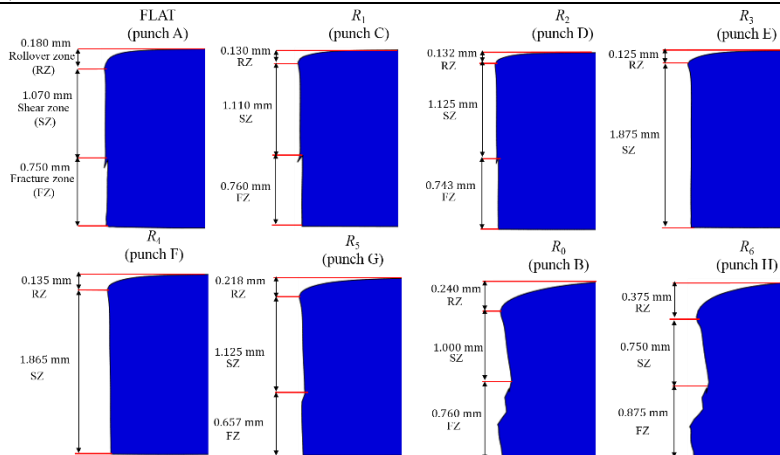 FLAT
(punch A)
0.180 mm
Rollover zone
(RZ)
1.070 mm
Shear zone
(SZ)
0.750 mm
Fracture zone
(FZ)
R1
(punch C)
0.130 mm
RZ
1.110 mm
SZ
0.760 mm
FZ
R2
(punch D)
0.132 mm
RZ
1.125 mm
SZ
0.743 mm
FZ
R3
(punch E)
0.125 mm
RZ
1.875 mm
SZ
R4
(punch F)
0.135 mm
RZ
1.865 mm
SZ
R5
(punch G)
0.218 mm
RZ
1.125 mm
SZ
0.657 mm
FZ
R0
(punch B)
0.240 mm
RZ
1.000 mm
SZ
0.760 mm
FZ
R6
(punch H)
0.375 mm
RZ
0.750 mm
SZ
0.875 mm
FZ